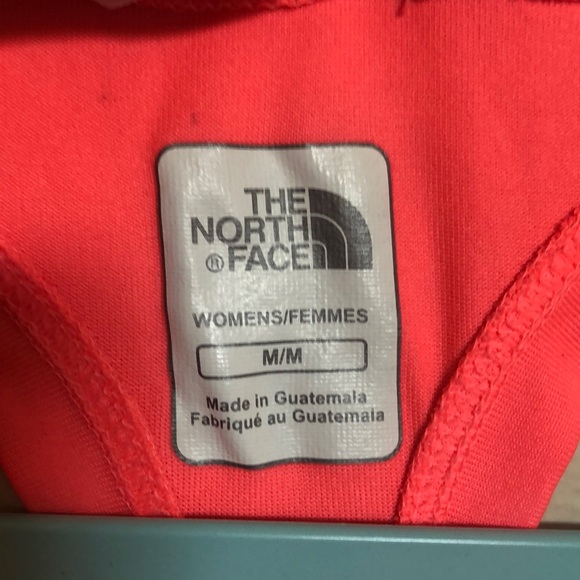 THE
NORTH
® FACE
WOMENS/FEMMES
M/M
Made in Guatemala
Fabriqué au Guatemala